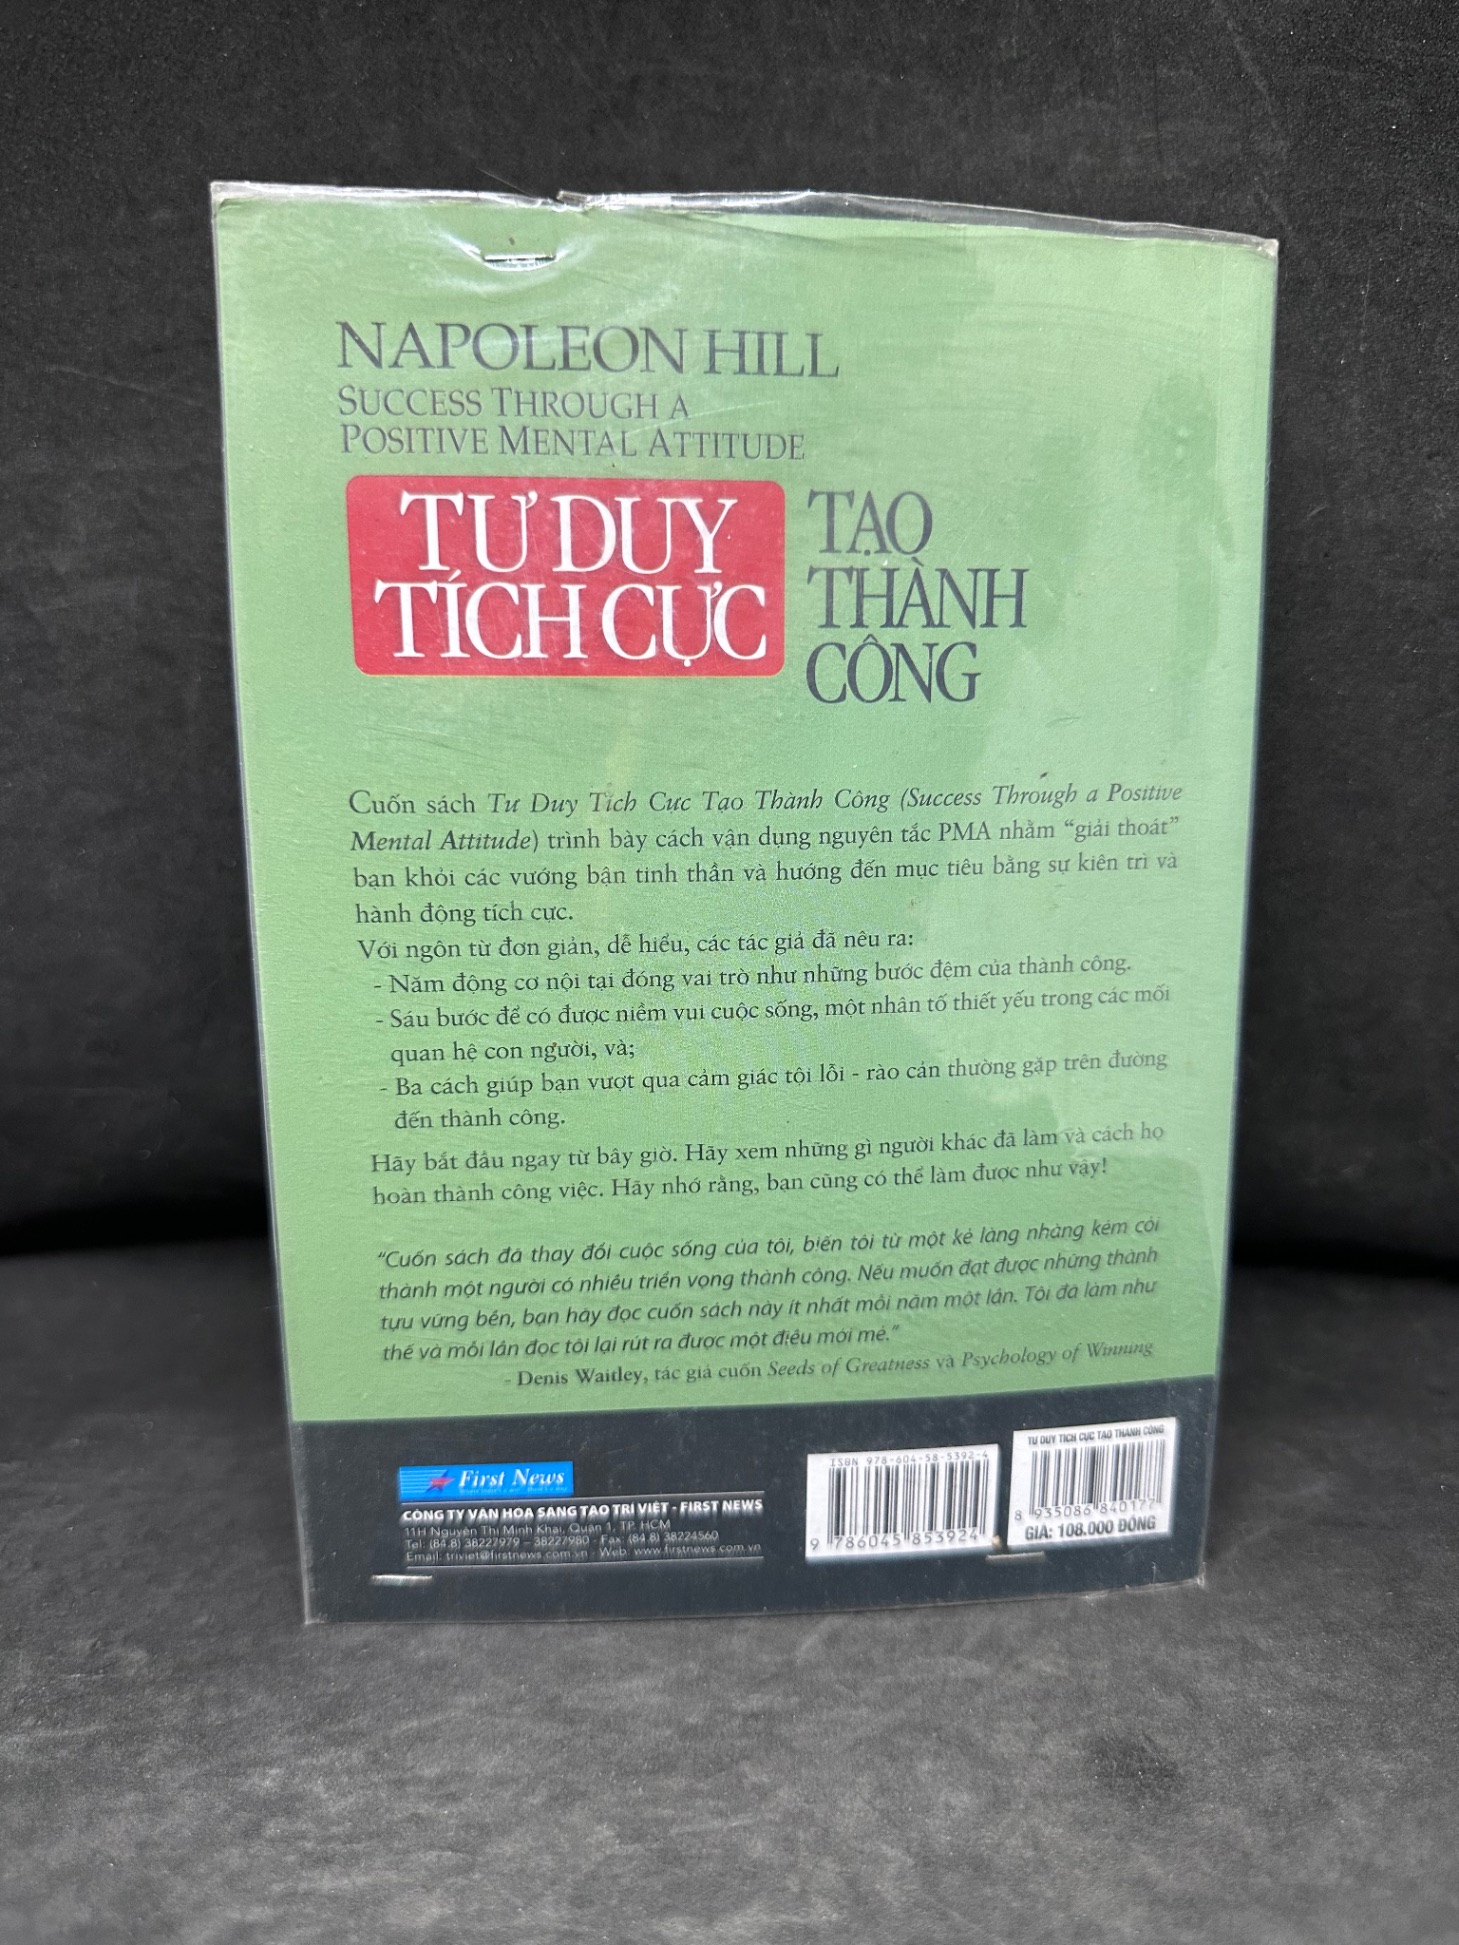 NAPOLEON HILL
SUCCESS THROUGH A
POSITIVE MENTAL ATTITUDE
TƯ DUY
TÍCH CỰC
TẠO
THÀNH
CÔNG
Cuốn sách Tư Duy Tích Cực Tạo Thành Công (Success Through a Positive
Mental Attitude) trình bày cách vận dụng nguyên tắc PMA nhằm “giải thoát”
bạn khỏi các vướng bận tinh thần và hướng đến mục tiêu bằng sự kiên trì và
hành động tích cực.
Với ngôn từ đơn giản, dễ hiểu, các tác giả đã nêu ra:
- Năm động cơ nội tại đóng vai trò như những bước đệm của thành công.
- Sáu bước để có được niềm vui cuộc sống, một nhân tố thiết yếu trong các mối
quan hệ con người, và;
- Ba cách giúp bạn vượt qua cảm giác tội lỗi - rào cản thường gặp trên đường
đến thành công.
Hãy bắt đầu ngay từ bây giờ. Hãy xem những gì người khác đã làm và cách họ
hoàn thành công việc. Hãy nhớ rằng, bạn cũng có thể làm được như vậy!
“Cuốn sách đã thay đổi cuộc sống của tôi, biến tôi từ một kẻ làng nhàng kém cỏi
thành một người có nhiều triển vọng thành công. Nếu muốn đạt được những thành
tựu vững bền, bạn hãy đọc cuốn sách này ít nhất mỗi năm một lần. Tôi đã làm như
thế và mỗi lần đọc tôi lại rút ra được một điều mới mẻ.”
- Denis Waitley, tác giả cuốn Seeds of Greatness và Psychology of Winning
First News
CÔNG TY VĂN HÓA SÁNG TẠO TRÍ VIỆT - FIRST NEWS
11H Nguyễn Thị Minh Khai, Quận 1, TP. HCM
Tel: (84.8) 38227979 – 38227980 - Fax: (84.8) 38224560
Email: triviet@firstnews.com.vn - Web: www.firstnews.com.vn
ISBN 978-604-58-5392-4
9 786045 853924
TƯ DUY TÍCH CỰC TẠO THÀNH CÔNG
8 935086 840177
GIÁ: 108.000 ĐỒNG